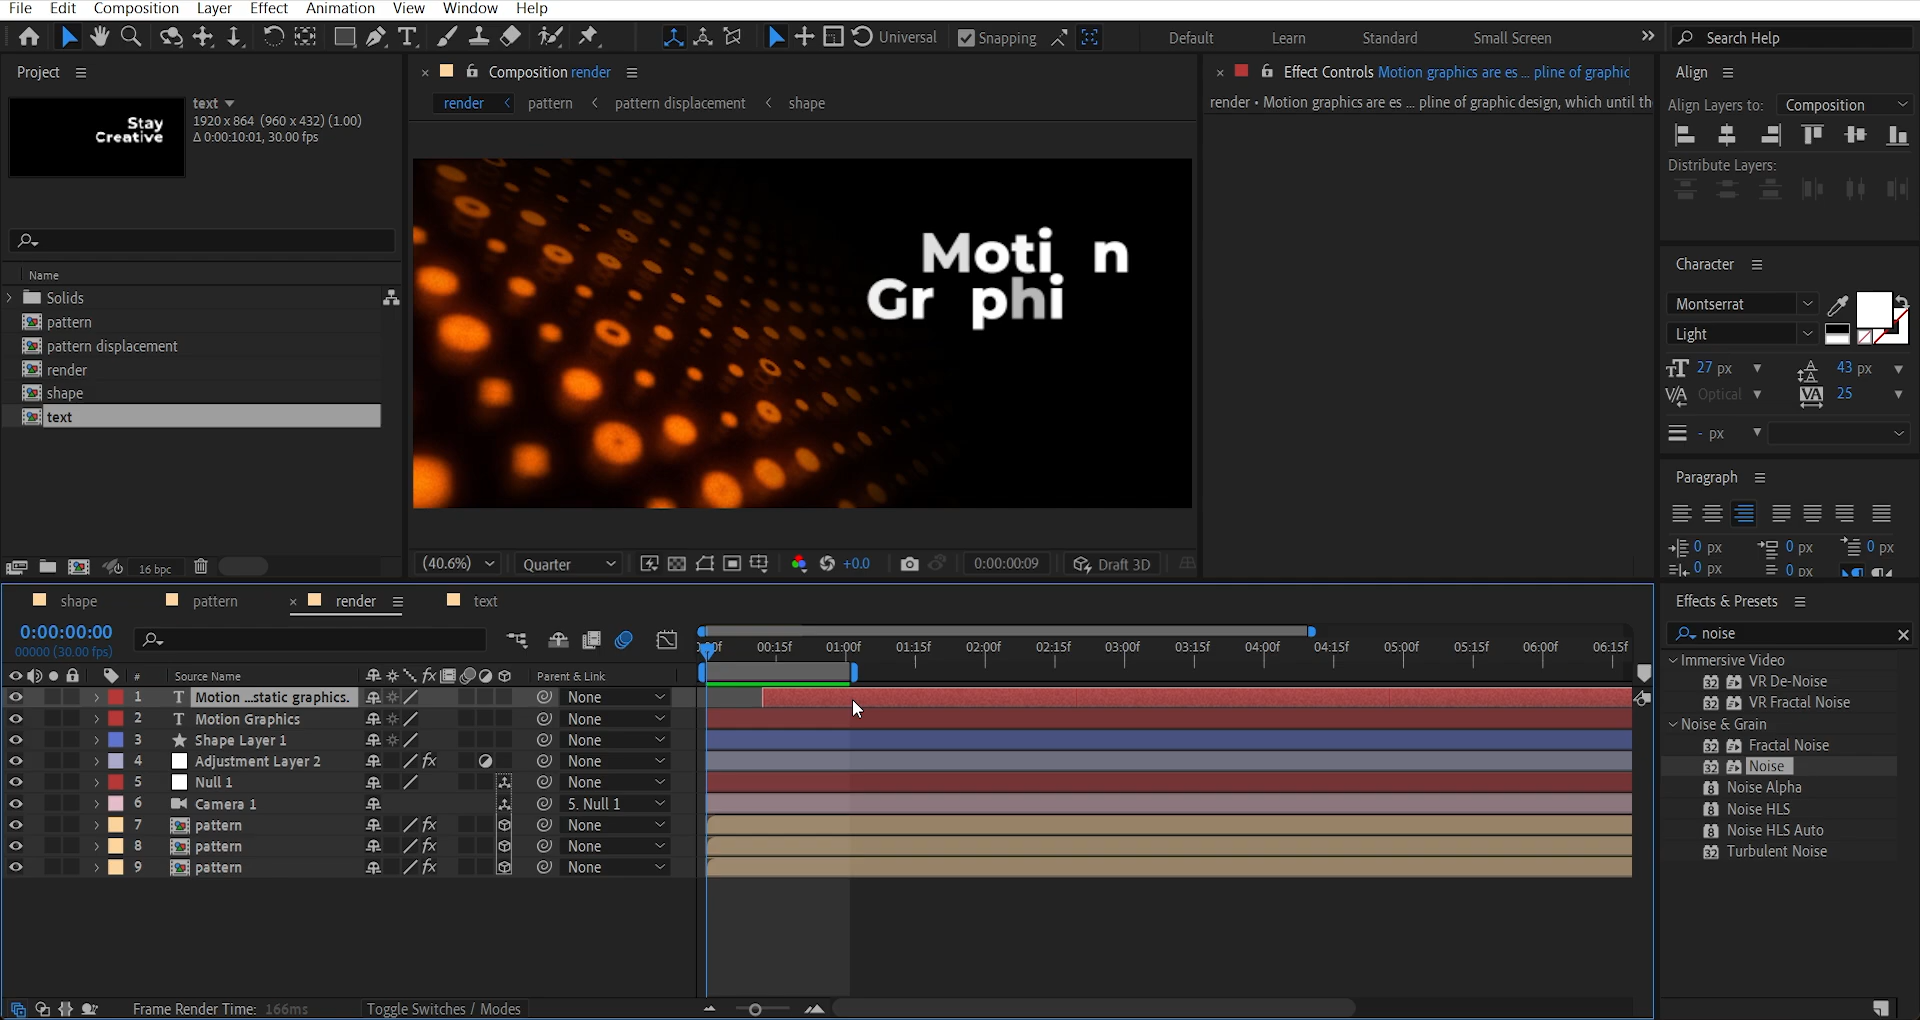 File Edit Composition Layer Effect Animation View Window Help
Universal Snapping Default Learn Standard Small Screen Search Help
Project
text
1920 x 864 (960 x 432) (1.00)
Δ 0:00:10:01, 30.00 fps
Stay
Creative
Name
Solids
pattern
pattern displacement
render
shape
text
16 bpc
Composition render
render pattern pattern displacement shape
Moti n
Gr phi
(40.6%) Quarter +0.0 0:00:00:09 Draft 3D
Effect Controls Motion graphics are es ... pline of graphic
render • Motion graphics are es ... pline of graphic design, which until th
Align
Align Layers to: Composition
Distribute Layers:
Character
Montserrat
Light
27 px 43 px
Optical 25
- px
Paragraph
0 px 0 px 0 px
0 px 0 px
Effects & Presets
noise
Immersive Video
VR De-Noise
VR Fractal Noise
Noise & Grain
Fractal Noise
Noise
Noise Alpha
Noise HLS
Noise HLS Auto
Turbulent Noise
shape pattern render text
0:00:00:00
00000 (30.00 fps)
00:15f 01:00f 01:15f 02:00f 02:15f 03:00f 03:15f 04:00f 04:15f 05:00f 05:15f 06:00f 06:15f
# Source Name Parent & Link
1 T Motion ...static graphics. None
2 T Motion Graphics None
3 Shape Layer 1 None
4 Adjustment Layer 2 fx None
5 Null 1 None
6 Camera 1 5. Null 1
7 pattern fx None
8 pattern fx None
9 pattern fx None
Frame Render Time: 166ms Toggle Switches / Modes